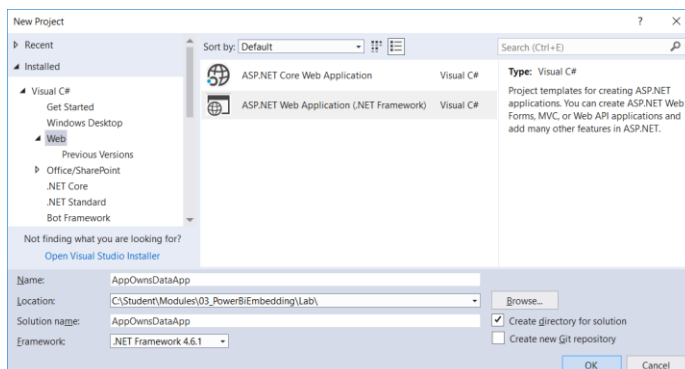 New Project
? ×
Recent
Installed
Visual C#
Get Started
Windows Desktop
Web
Previous Versions
Office/SharePoint
.NET Core
.NET Standard
Bot Framework
Not finding what you are looking for?
Open Visual Studio Installer
Sort by: Default
ASP.NET Core Web Application Visual C#
ASP.NET Web Application (.NET Framework) Visual C#
Search (Ctrl+E)
Type: Visual C#
Project templates for creating ASP.NET
applications. You can create ASP.NET Web
Forms, MVC, or Web API applications and
add many other features in ASP.NET.
Name: AppOwnsDataApp
Location: C:\Student\Modules\03_PowerBiEmbedding\Lab\ Browse...
Solution name: AppOwnsDataApp Create directory for solution
Framework: .NET Framework 4.6.1 Create new Git repository
OK Cancel